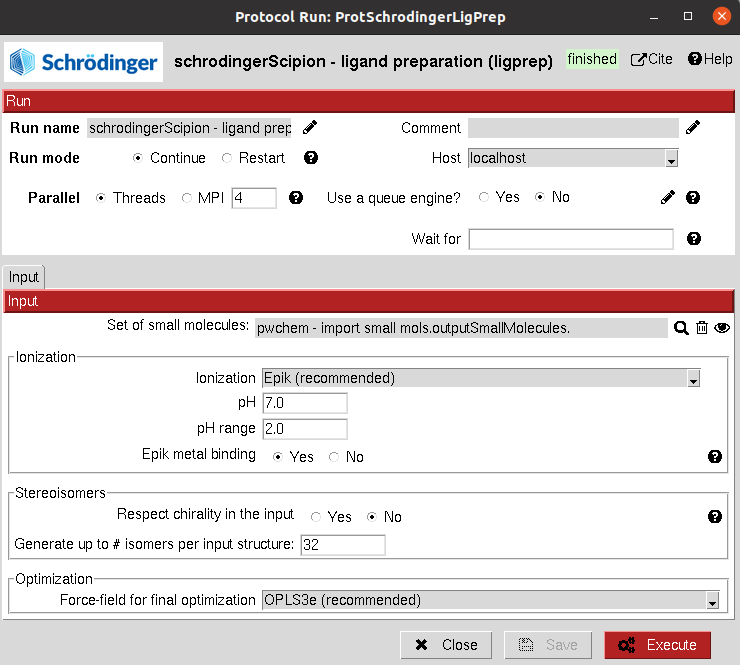 Protocol Run: ProtSchrodingerLigPrep
Schrödinger schrodingerScipion - ligand preparation (ligprep) finished Cite Help
Run
Run name schrodingerScipion - ligand prep Comment
Run mode Continue Restart Host localhost
Parallel Threads MPI 4 Use a queue engine? Yes No
Wait for
Input
Input
Set of small molecules: pwchem - import small mols.outputSmallMolecules.
Ionization
Ionization Epik (recommended)
pH 7.0
pH range 2.0
Epik metal binding Yes No
Stereoisomers
Respect chirality in the input Yes No
Generate up to # isomers per input structure: 32
Optimization
Force-field for final optimization OPLS3e (recommended)
Close Save Execute